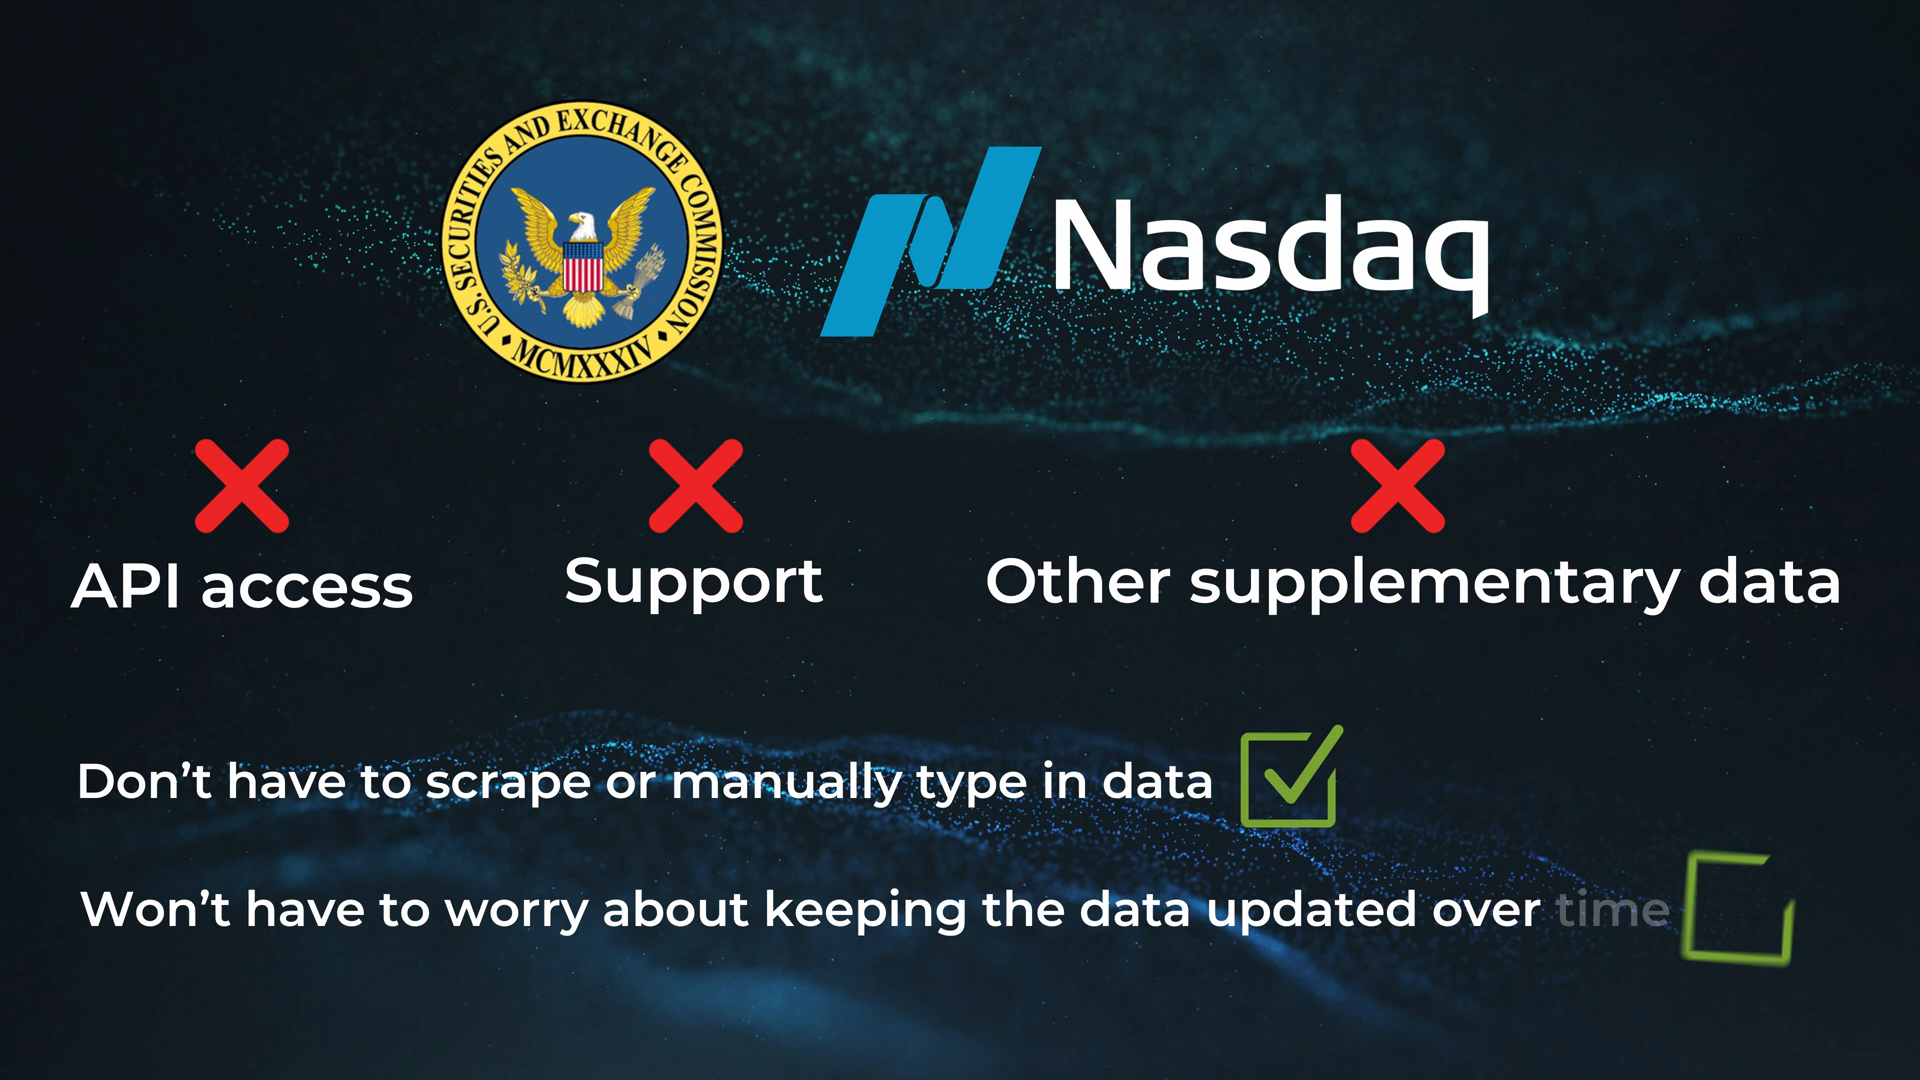 U.S. SECURITIES AND EXCHANGE COMMISSION
MCMXXXIV
Nasdaq
API access
Support
Other supplementary data
Don’t have to scrape or manually type in data
Won’t have to worry about keeping the data updated over time